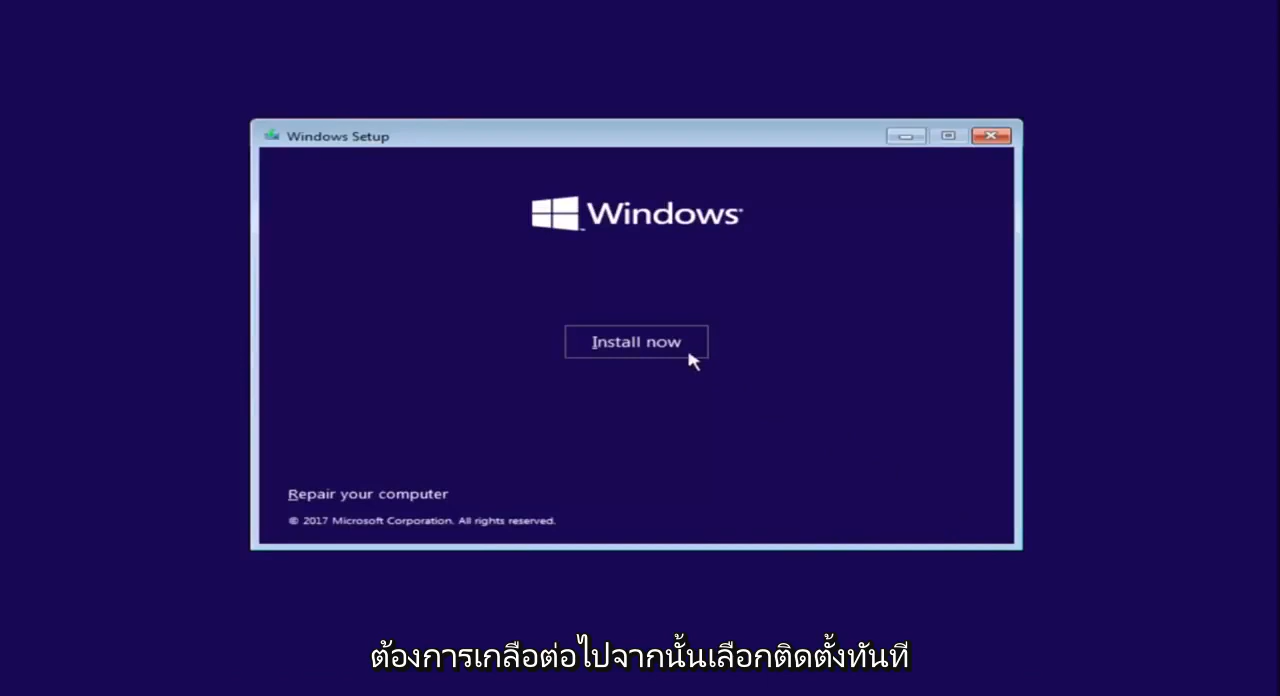 Windows Setup
Windows
Install now
Repair your computer
© 2017 Microsoft Corporation. All rights reserved.
ต้องการเกลือต่อไปจากนั้นเลือกติดตั้งทันที